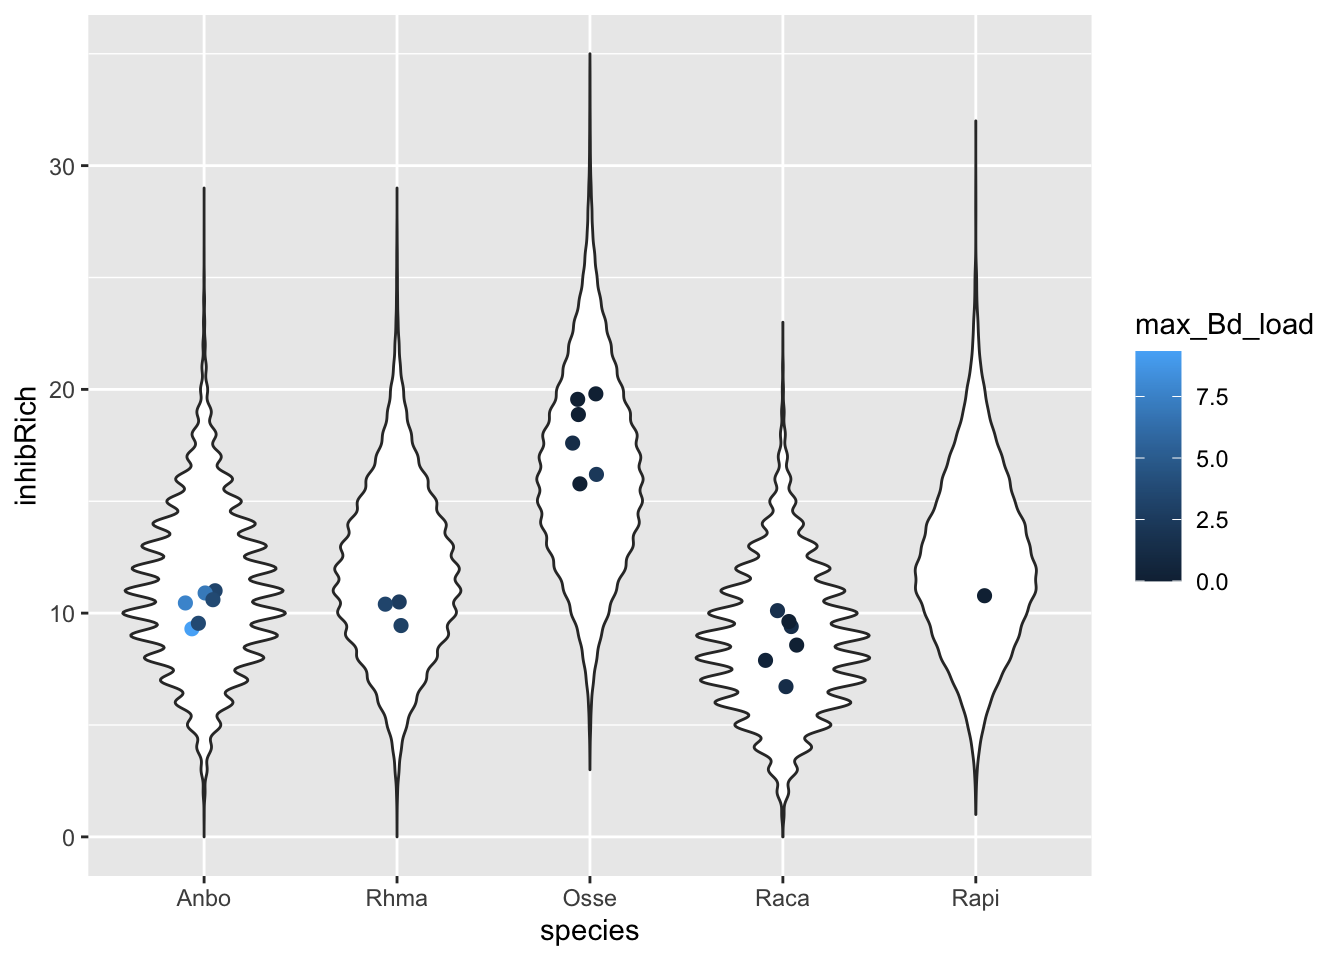 inhibRich
30
20
10
0
Anbo
Rhma
Osse
Raca
Rapi
species
max_Bd_load
7.5
5.0
2.5
0.0